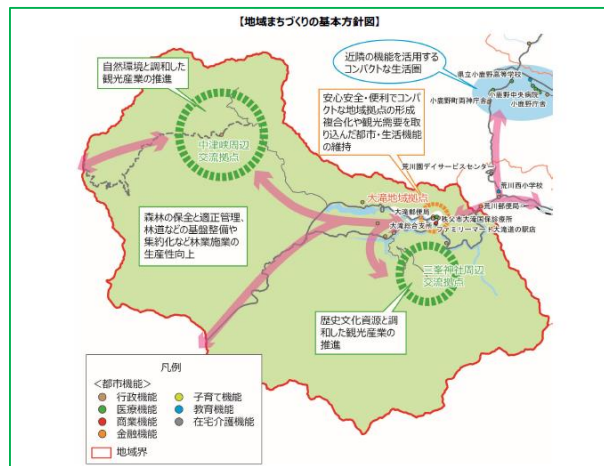 【地域まちづくりの基本方針図】
自然環境と調和した
観光産業の推進
近隣の機能を活用する
コンパクトな生活圏
県立小鹿野高等学校
小鹿野中央病院
小鹿野町両神庁舎
小鹿野庁舎
安心安全・便利でコンパ
クトな地域拠点の形成
複合化や観光需要を取
り込んだ都市・生活機能
の維持
中津峡周辺
交流拠点
荒川園デイサービスセンター
荒川西小学校
大滝地域拠点
大滝郵便局
荒川郵便局
秩父市大滝国保診療所
大滝総合支所
ファミリーマート大滝道の駅店
森林の保全と適正管理、
林道などの基盤整備や
集約化など林業施業の
生産性向上
三峯神社周辺
交流拠点
歴史文化資源と調
和した観光産業の
推進
凡例
<都市機能>
行政機能
子育て機能
医療機能
教育機能
商業機能
在宅介護機能
金融機能
地域界